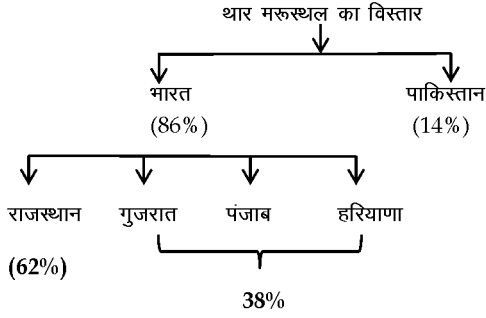 थार मरूस्थल का विस्तार
भारत पाकिस्तान
(86%) (14%)
राजस्थान गुजरात पंजाब हरियाणा
(62%)
38%